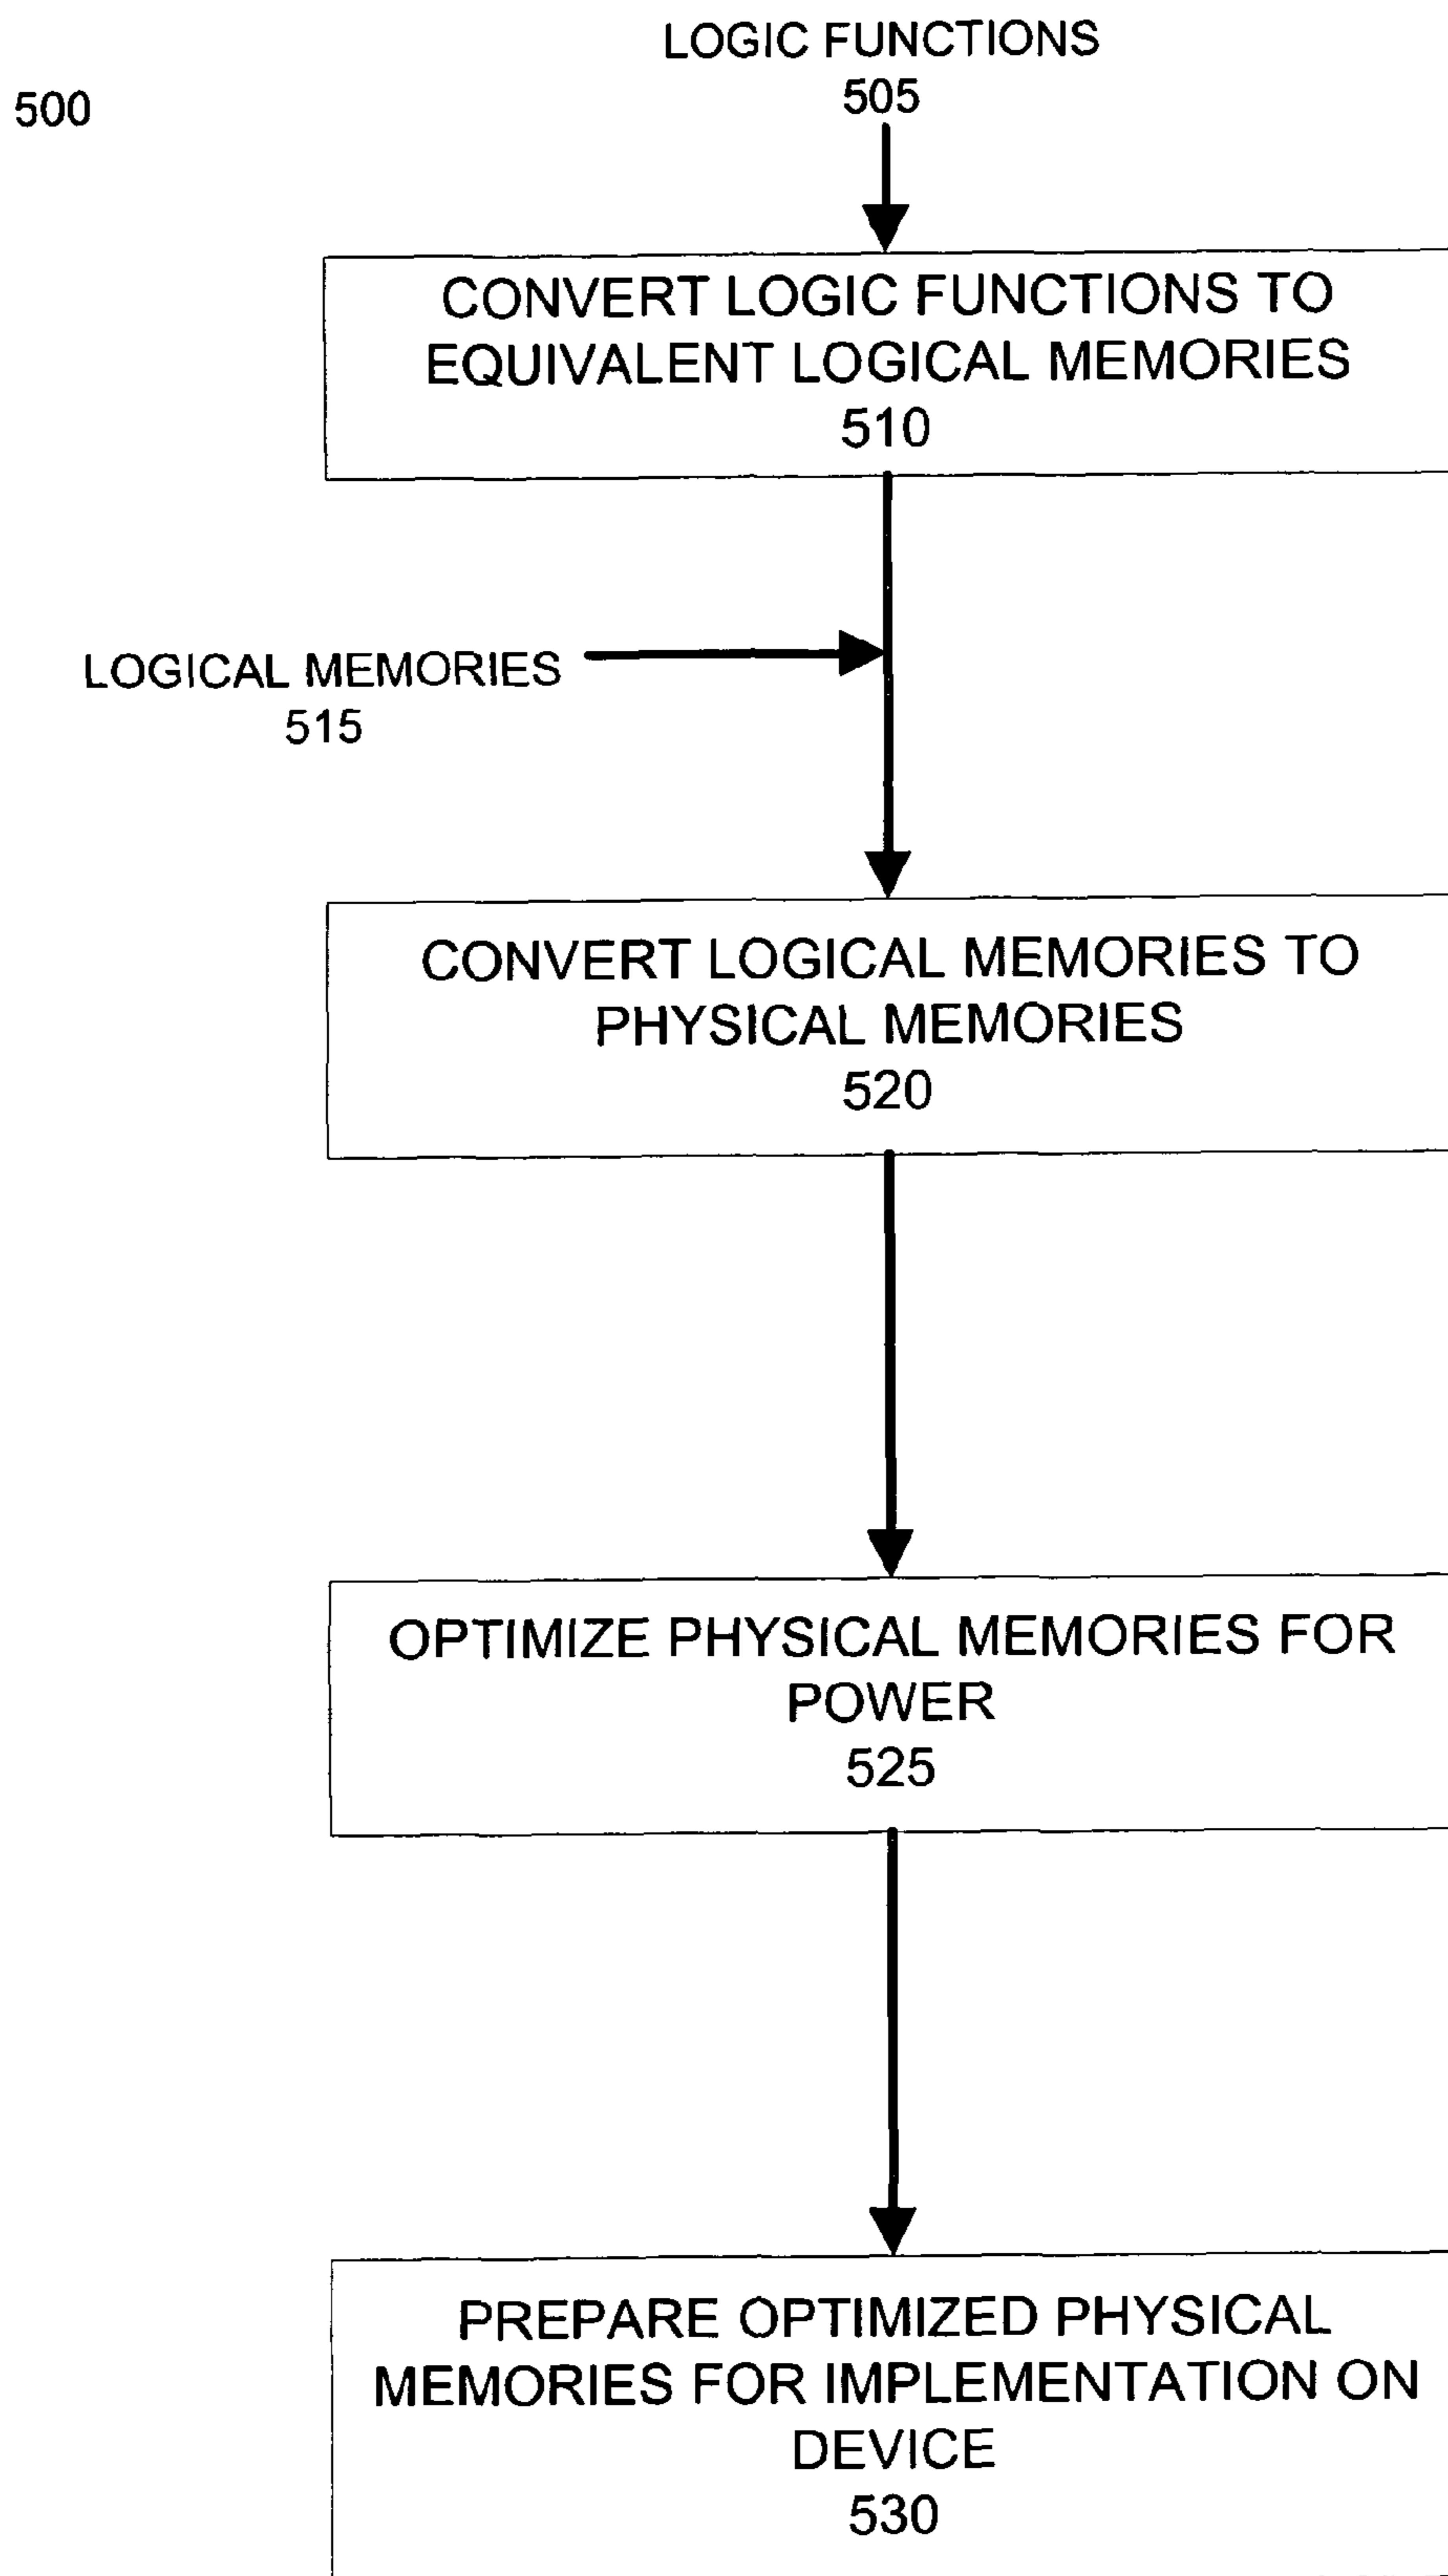 LOGIC FUNCTIONS
505
500
CONVERT LOGIC FUNCTIONS TO
EQUIVALENT LOGICAL MEMORIES
510
LOGICAL MEMORIES
515
CONVERT LOGICAL MEMORIES TO
PHYSICAL MEMORIES
520
OPTIMIZE PHYSICAL MEMORIES FOR
POWER
525
PREPARE OPTIMIZED PHYSICAL
MEMORIES FOR IMPLEMENTATION ON
DEVICE
530